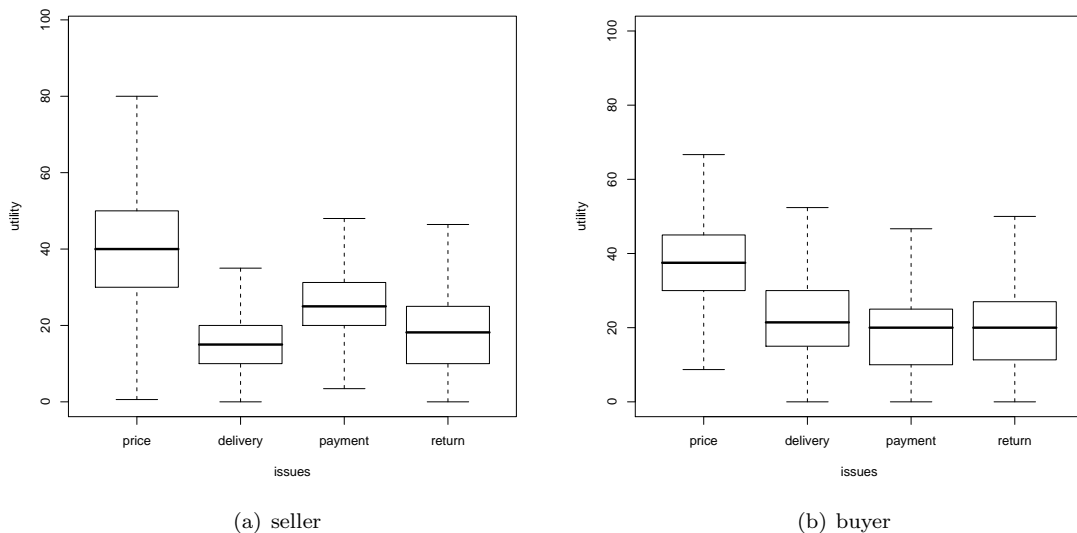 100
80
60
40
20
0
utility
price delivery payment return
issues
(a) seller
100
80
60
40
20
0
utility
price delivery payment return
issues
(b) buyer